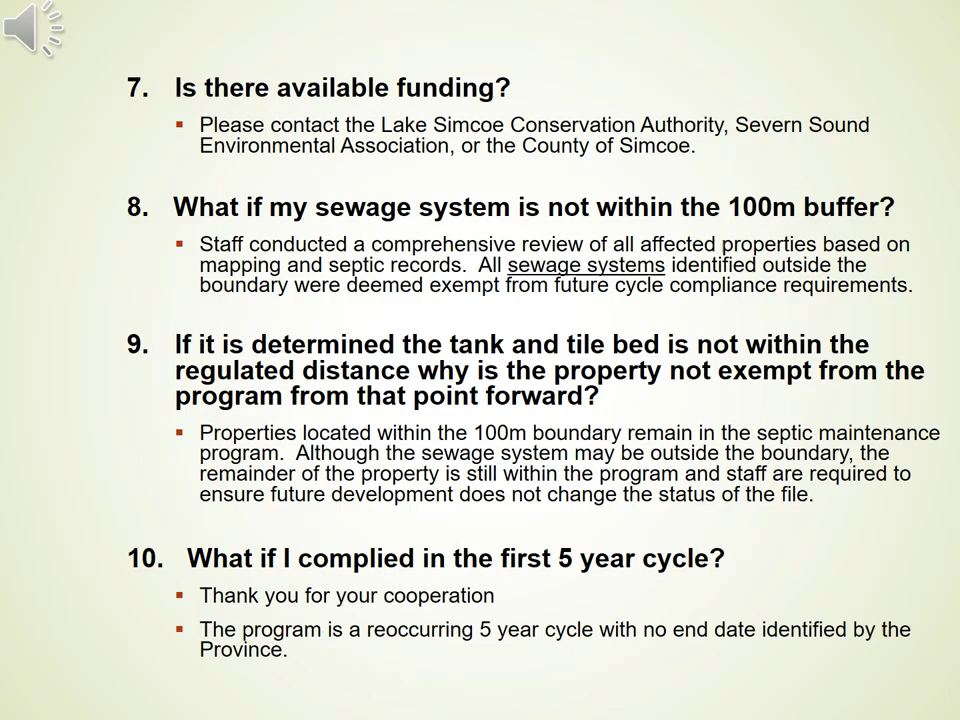 7. Is there available funding?
▪ Please contact the Lake Simcoe Conservation Authority, Severn Sound
Environmental Association, or the County of Simcoe.
8. What if my sewage system is not within the 100m buffer?
▪ Staff conducted a comprehensive review of all affected properties based on
mapping and septic records. All sewage systems identified outside the
boundary were deemed exempt from future cycle compliance requirements.
9. If it is determined the tank and tile bed is not within the
regulated distance why is the property not exempt from the
program from that point forward?
▪ Properties located within the 100m boundary remain in the septic maintenance
program. Although the sewage system may be outside the boundary, the
remainder of the property is still within the program and staff are required to
ensure future development does not change the status of the file.
10. What if I complied in the first 5 year cycle?
▪ Thank you for your cooperation
▪ The program is a reoccurring 5 year cycle with no end date identified by the
Province.